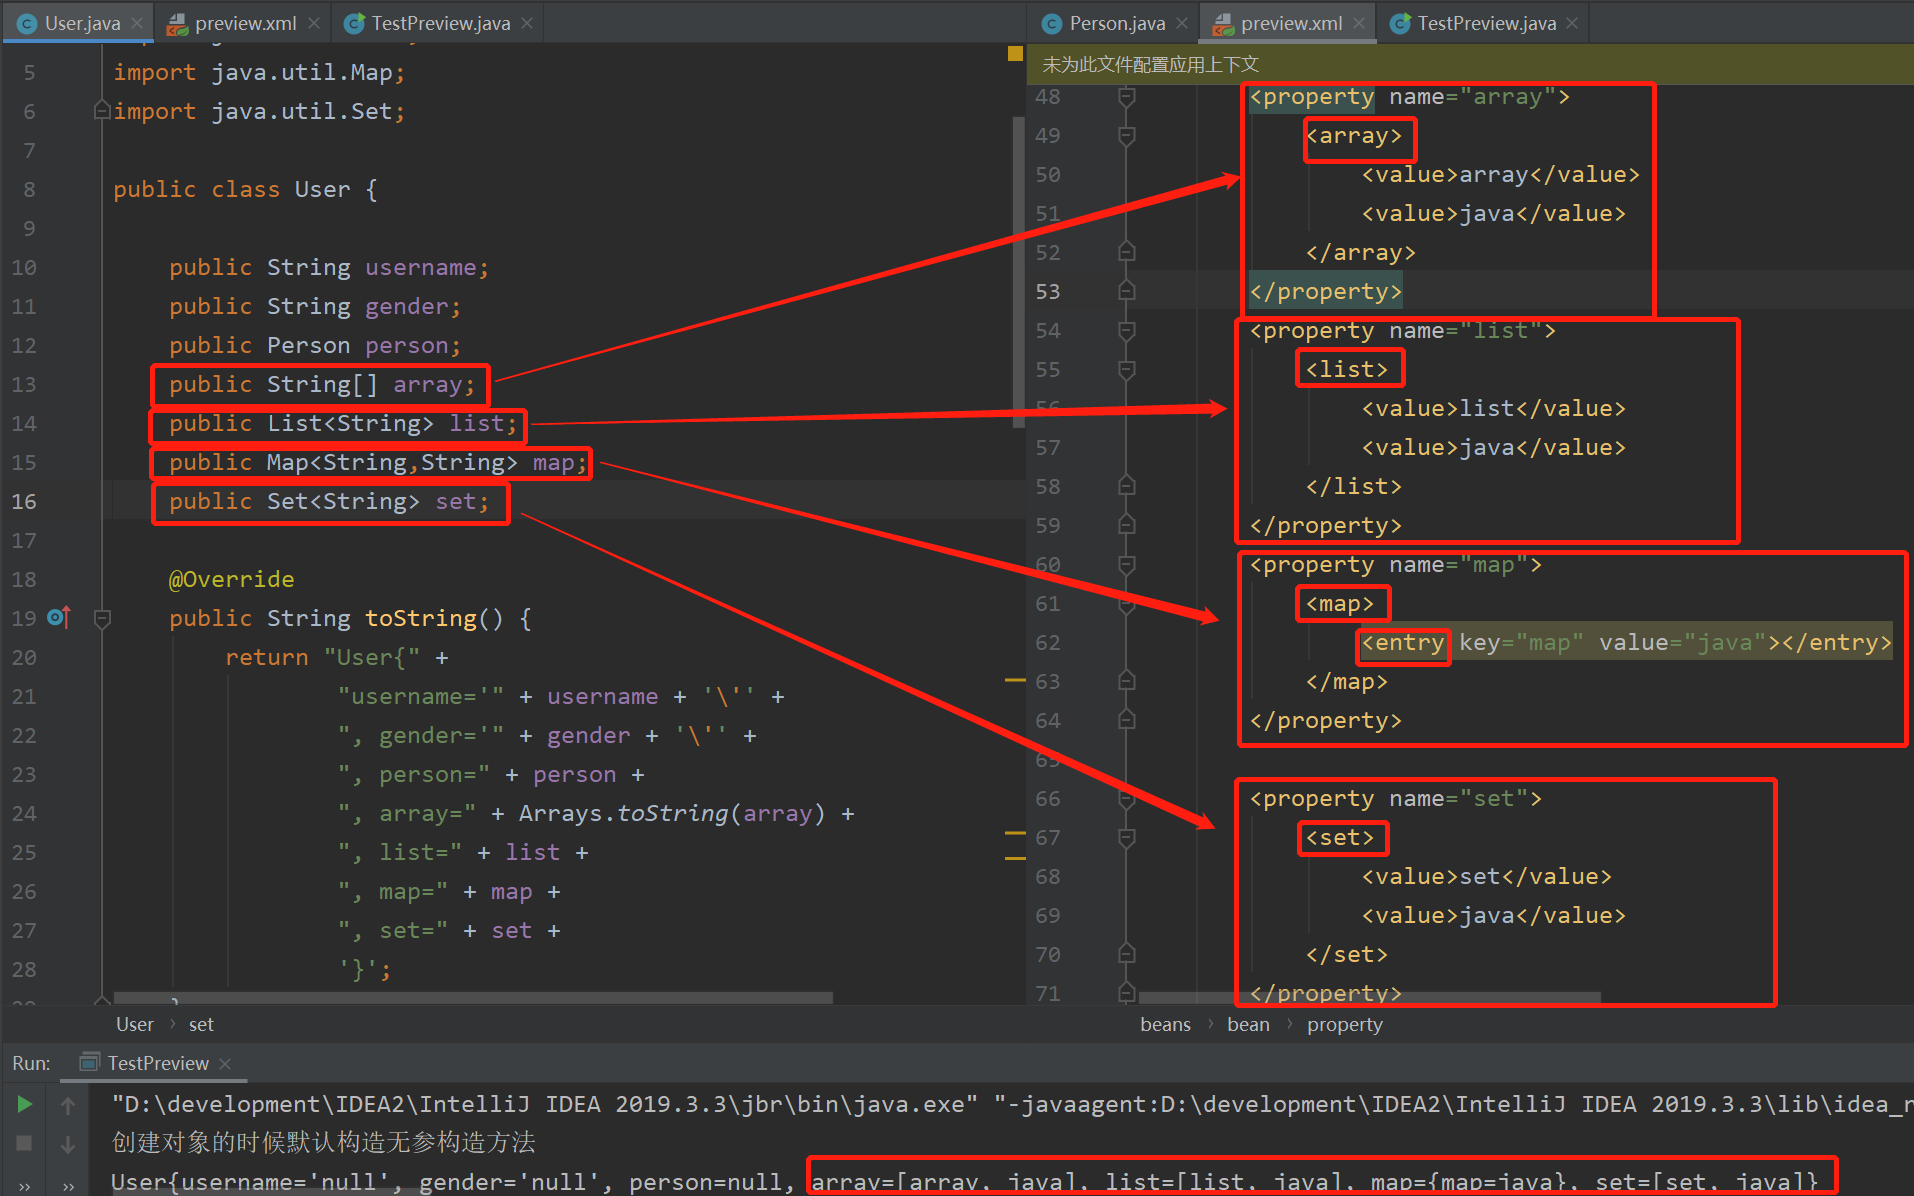 User.java
preview.xml
TestPreview.java
5 import java.util.Map;
6 import java.util.Set;
7
8 public class User {
9
10 public String username;
11 public String gender;
12 public Person person;
13 public String[] array;
14 public List<String> list;
15 public Map<String,String> map;
16 public Set<String> set;
17
18 @Override
19 public String toString() {
20 return "User{" +
21 "username='" + username + '\'' +
22 ", gender='" + gender + '\'' +
23 ", person=" + person +
24 ", array=" + Arrays.toString(array) +
25 ", list=" + list +
26 ", map=" + map +
27 ", set=" + set +
28 '}';
User › set
Person.java
preview.xml
TestPreview.java
未为此文件配置应用上下文
48 <property name="array">
49 <array>
50 <value>array</value>
51 <value>java</value>
52 </array>
53 </property>
54 <property name="list">
55 <list>
56 <value>list</value>
57 <value>java</value>
58 </list>
59 </property>
60 <property name="map">
61 <map>
62 <entry key="map" value="java"></entry>
63 </map>
64 </property>
65
66 <property name="set">
67 <set>
68 <value>set</value>
69 <value>java</value>
70 </set>
71 </property>
beans › bean › property
Run: TestPreview
"D:\development\IDEA2\IntelliJ IDEA 2019.3.3\jbr\bin\java.exe" "-javaagent:D:\development\IDEA2\IntelliJ IDEA 2019.3.3\lib\idea_r
创建对象的时候默认构造无参构造方法
User{username='null', gender='null', person=null, array=[array, java], list=[list, java], map={map=java}, set=[set, java]}